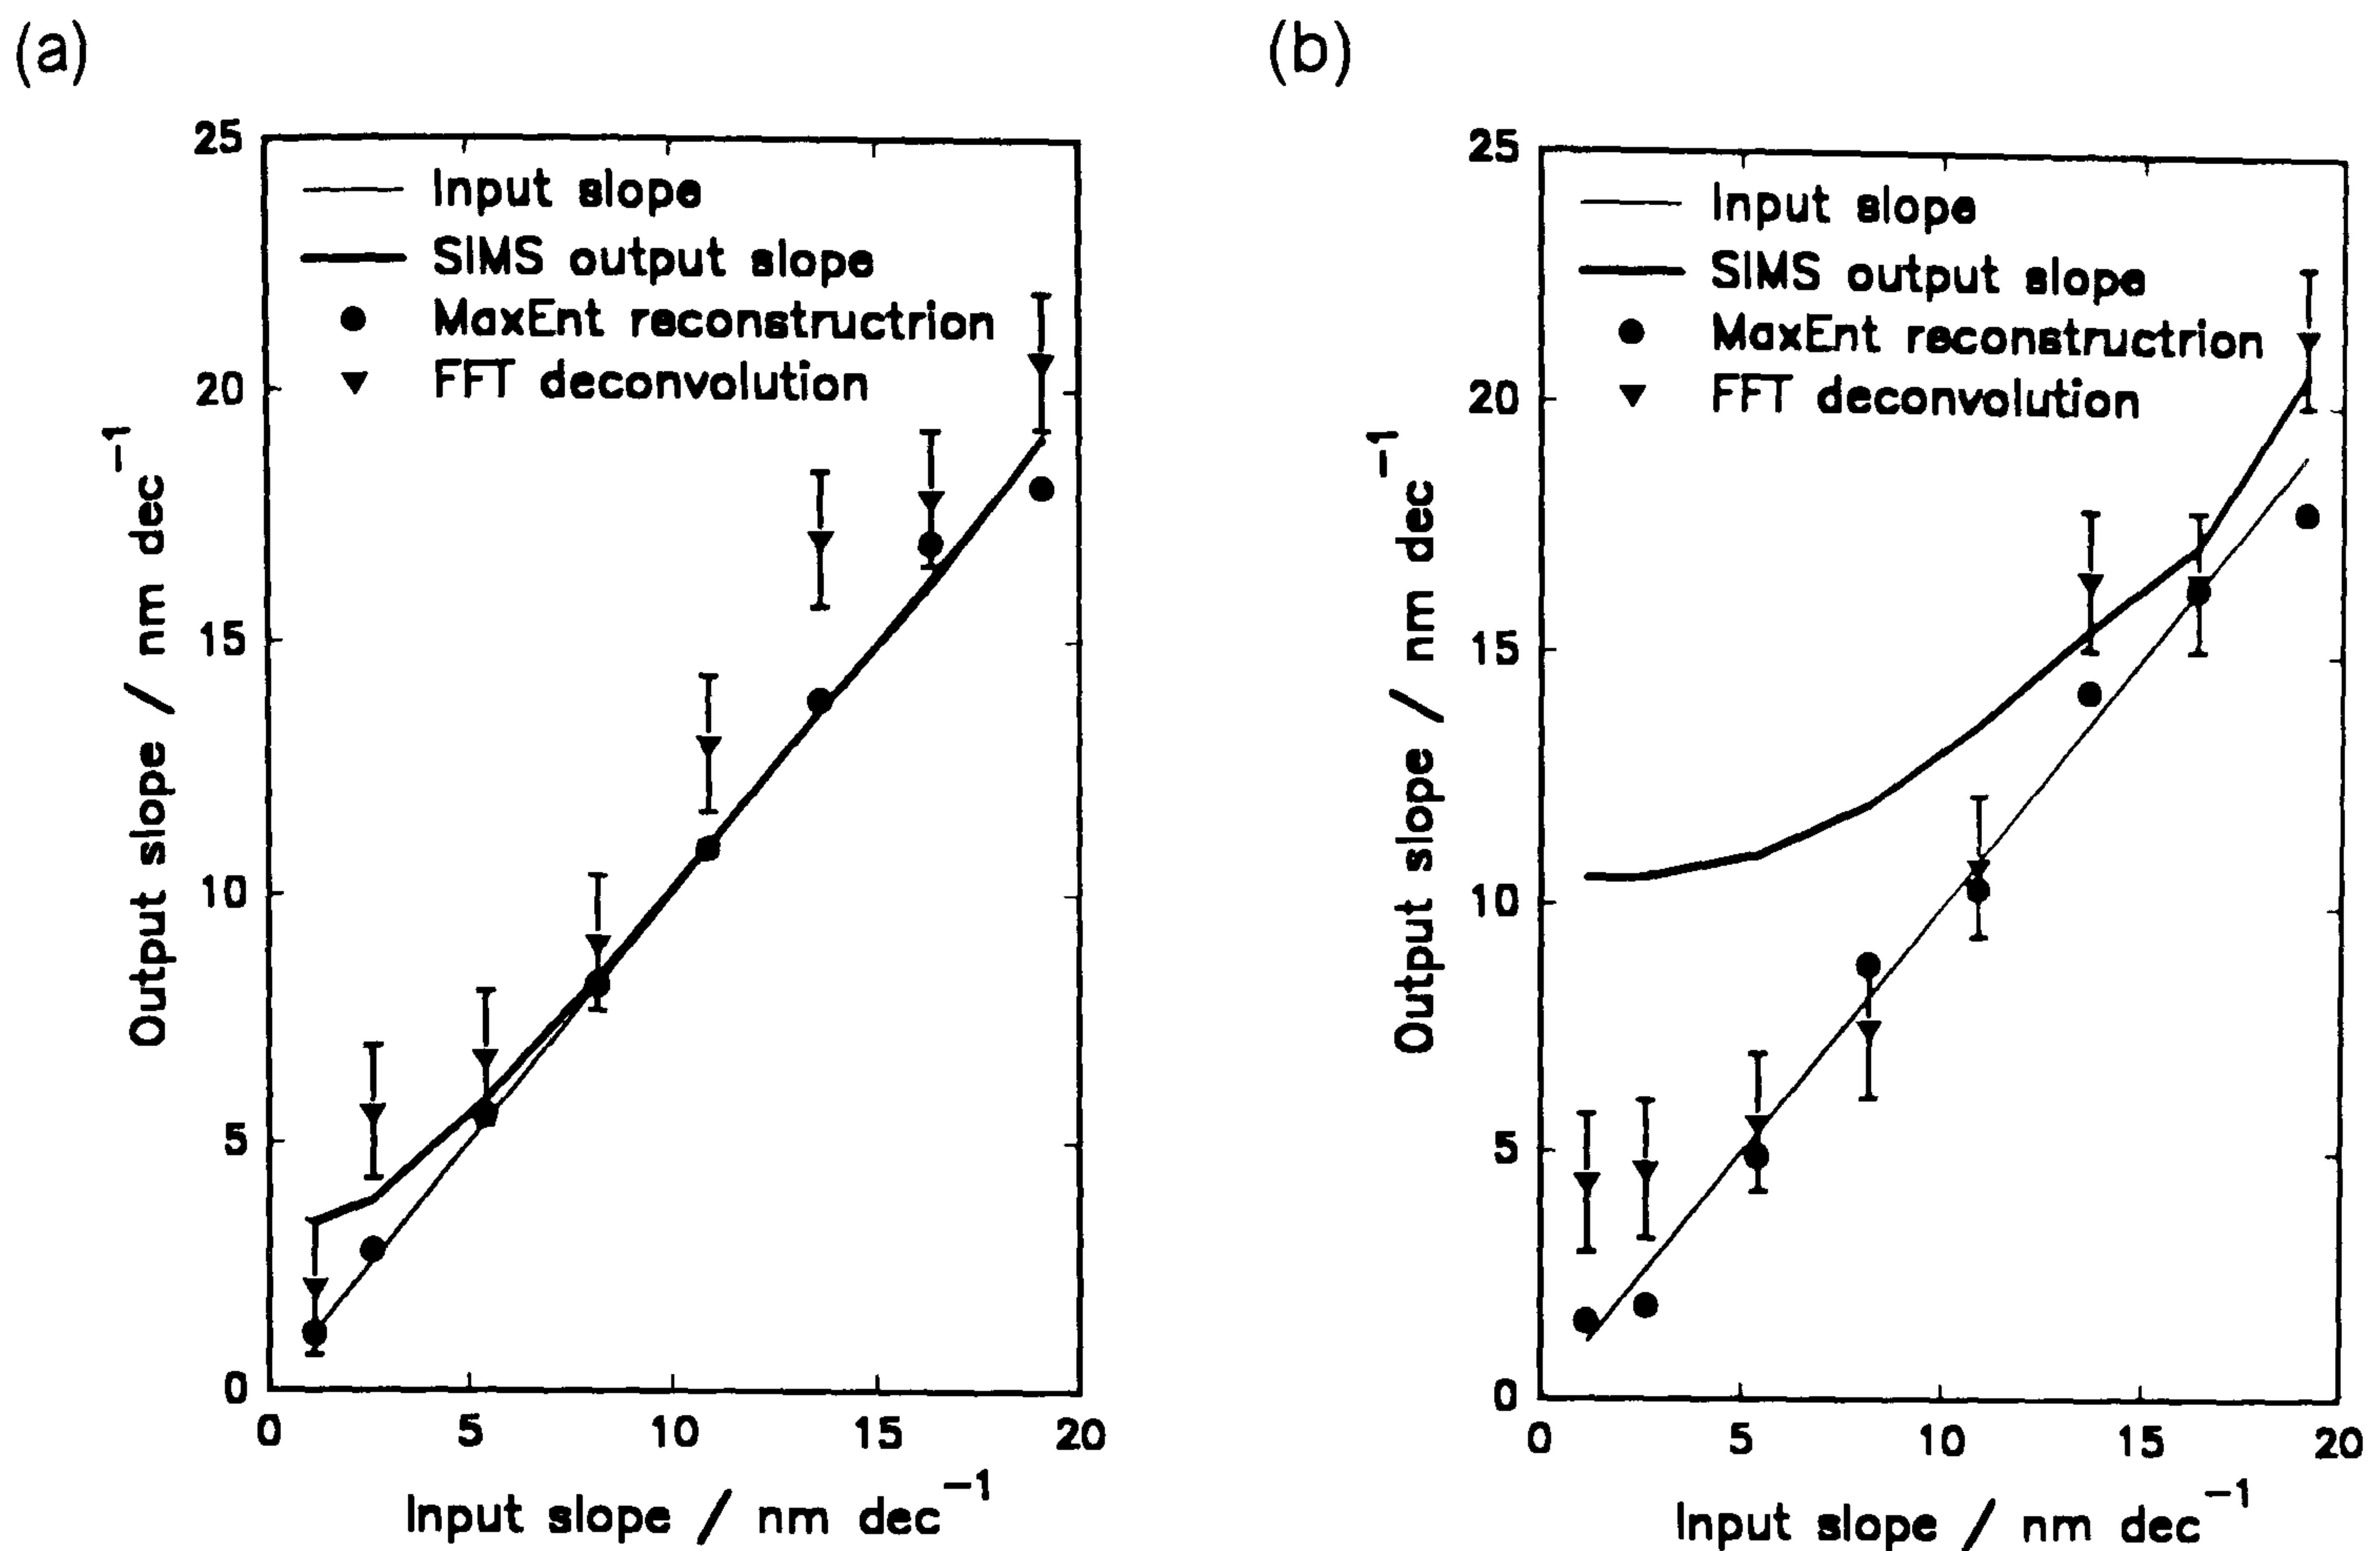 (a)
25
20
15
10
5
0
Output slope / nm dec⁻¹
Input slope
SIMS output slope
MaxEnt reconstructrion
FFT deconvolution
0 5 10 15 20
Input slope / nm dec⁻¹
(b)
25
20
15
10
5
0
Output slope / nm dec⁻¹
Input slope
SIMS output slope
MaxEnt reconstructrion
FFT deconvolution
0 5 10 15 20
Input slope / nm dec⁻¹